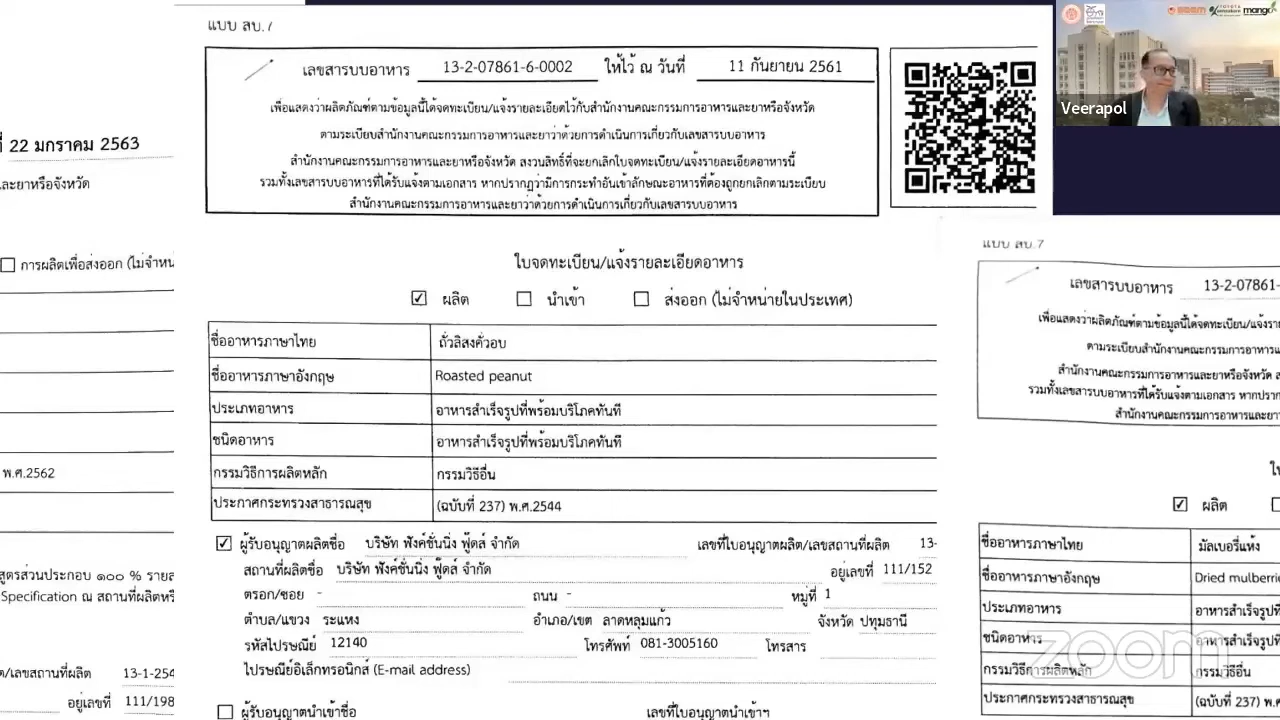 แบบ สบ.7
เลขสารบบอาหาร 13-2-07861-6-0002 ให้ไว้ ณ วันที่ 11 กันยายน 2561
เพื่อแสดงว่าผลิตภัณฑ์ตามข้อมูลนี้ได้จดทะเบียน/แจ้งรายละเอียดไว้กับสำนักงานคณะกรรมการอาหารและยาหรือจังหวัด
ตามระเบียบสำนักงานคณะกรรมการอาหารและยาว่าด้วยการดำเนินการเกี่ยวกับเลขสารบบอาหาร
สำนักงานคณะกรรมการอาหารและยาหรือจังหวัด สงวนสิทธิ์ที่จะยกเลิกใบจดทะเบียน/แจ้งรายละเอียดอาหารนี้
รวมทั้งเลขสารบบอาหารที่ได้รับแจ้งตามเอกสาร หากปรากฏว่ามีการกระทำอันเข้าลักษณะอาหารที่ต้องถูกยกเลิกตามระเบียบ
สำนักงานคณะกรรมการอาหารและยาว่าด้วยการดำเนินการเกี่ยวกับเลขสารบบอาหาร
ใบจดทะเบียน/แจ้งรายละเอียดอาหาร
ผลิต นำเข้า ส่งออก (ไม่จำหน่ายในประเทศ)
ชื่ออาหารภาษาไทย ถั่วลิสงคั่วอบ
ชื่ออาหารภาษาอังกฤษ Roasted peanut
ประเภทอาหาร อาหารสำเร็จรูปที่พร้อมบริโภคทันที
ชนิดอาหาร อาหารสำเร็จรูปที่พร้อมบริโภคทันที
กรรมวิธีการผลิตหลัก กรรมวิธีอื่น
ประกาศกระทรวงสาธารณสุข (ฉบับที่ 237) พ.ศ.2544
ผู้รับอนุญาตผลิตชื่อ บริษัท ฟังค์ชั่นนิ่ง ฟู้ดส์ จำกัด เลขที่ใบอนุญาตผลิต/เลขสถานที่ผลิต 13-
สถานที่ผลิตชื่อ บริษัท ฟังค์ชั่นนิ่ง ฟู้ดส์ จำกัด อยู่เลขที่ 111/152
ตรอก/ซอย - ถนน - หมู่ที่ 1
ตำบล/แขวง ระแหง อำเภอ/เขต ลาดหลุมแก้ว จังหวัด ปทุมธานี
รหัสไปรษณีย์ 12140 โทรศัพท์ 081-3005160 โทรสาร
ไปรษณีย์อิเล็กทรอนิกส์ (E-mail address)
ผู้รับอนุญาตนำเข้าชื่อ เลขที่ใบอนุญาตนำเข้าฯ
ที่ 22 มกราคม 2563
และยาหรือจังหวัด
การผลิตเพื่อส่งออก (ไม่จำหน
พ.ศ.2562
สูตรส่วนประกอบ ๑๐๐ % ราย
Specification ณ สถานที่ผลิตหรื
/เลขสถานที่ผลิต 13-1-254
อยู่เลขที่ 111/198
Veerapol
mango
แบบ สบ.7
เลขสารบบอาหาร 13-2-07861-
เพื่อแสดงว่าผลิตภัณฑ์ตามข้อมูลนี้ได้จดทะเบียน/แจ้งราย
ตามระเบียบสำนักงานคณะกรรมการอา
สำนักงานคณะกรรมการอาหารและยาหรือจังหวัด ส
รวมทั้งเลขสารบบอาหารที่ได้รับแจ้งตามเอกสาร หากปราก
สำนักงานคณะกรรมการอาหารและยา
ใบ
ผลิต
ชื่ออาหารภาษาไทย มัลเบอรี่แห้ง
ชื่ออาหารภาษาอังกฤษ Dried mulberri
ประเภทอาหาร อาหารสำเร็จรูปที่
ชนิดอาหาร อาหารสำเร็จรูปที่
กรรมวิธีการผลิตหลัก กรรมวิธีอื่น
ประกาศกระทรวงสาธารณสุข (ฉบับที่ 237) พ.ศ
zoom